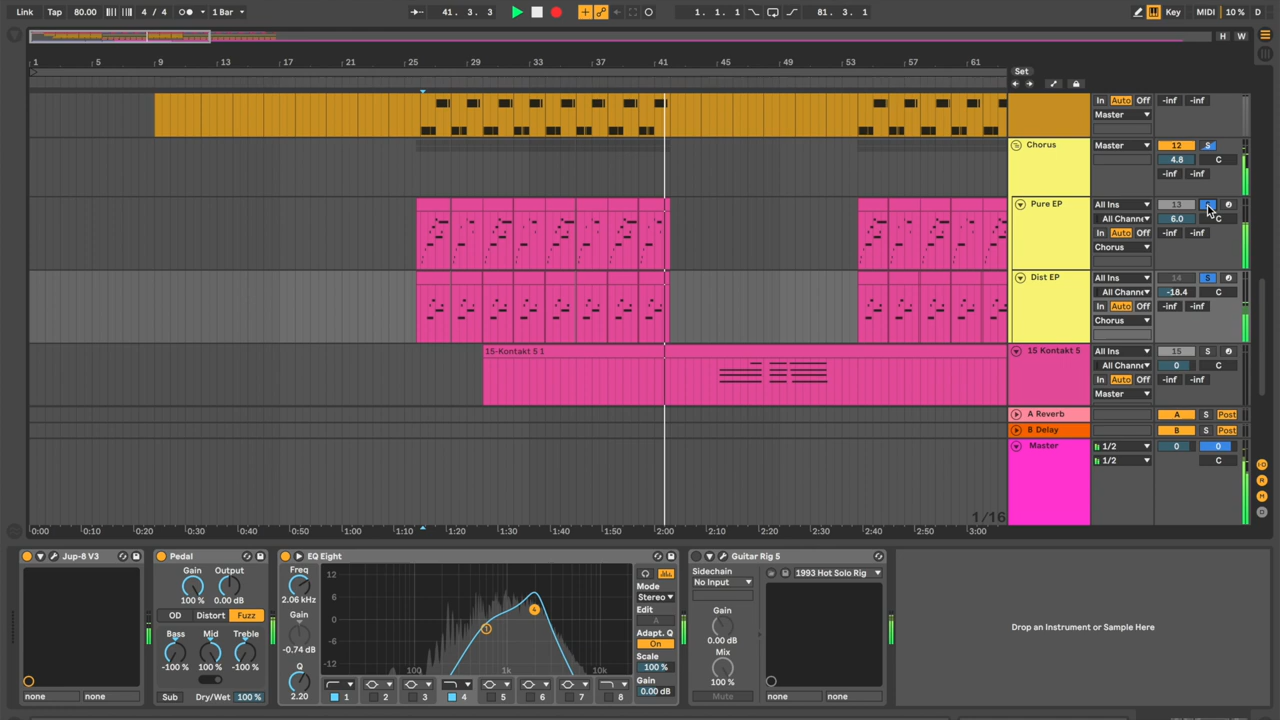 Link Tap 80.00 4 / 4 1 Bar 41. 3. 3 1. 1. 1 81. 3. 1 Key MIDI 10 % D
H W
1 5 9 13 17 21 25 29 33 37 41 45 49 53 57 61
Set
In Auto Off -inf -inf
Master
Chorus Master 12 S
4.8 C
-inf -inf
Pure EP All Ins 13
All Channe 6.0 C
In Auto Off -inf -inf
Chorus
Dist EP All Ins 14 S
All Channe -18.4 C
In Auto Off -inf -inf
Chorus
15-Kontakt 5 1 15 Kontakt 5 All Ins 15 S
All Channe 0 C
In Auto Off -inf -inf
Master
A Reverb A S Post
B Delay B S Post
Master 1/2 0 0
1/2 C
1/16
0:00 0:10 0:20 0:30 0:40 0:50 1:00 1:10 1:20 1:30 1:40 1:50 2:00 2:10 2:20 2:30 2:40 2:50 3:00
Jup-8 V3 Pedal EQ Eight Guitar Rig 5
Gain Output
100 % 0.00 dB
OD Distort Fuzz
Bass Mid Treble
-100 % 100 % -100 %
Sub Dry/Wet 100 %
none none
Freq
2.06 kHz
Gain
-0.74 dB
Q
2.20
12
6
0
-6
-12
100 1k 10k
1 4
1 2 3 4 5 6 7 8
Mode
Stereo
Edit
A
Adapt. Q
On
Scale
100 %
Gain
0.00 dB
Sidechain
No Input
Gain
0.00 dB
Mix
100 %
Mute
1993 Hot Solo Rig
none none
Drop an Instrument or Sample Here